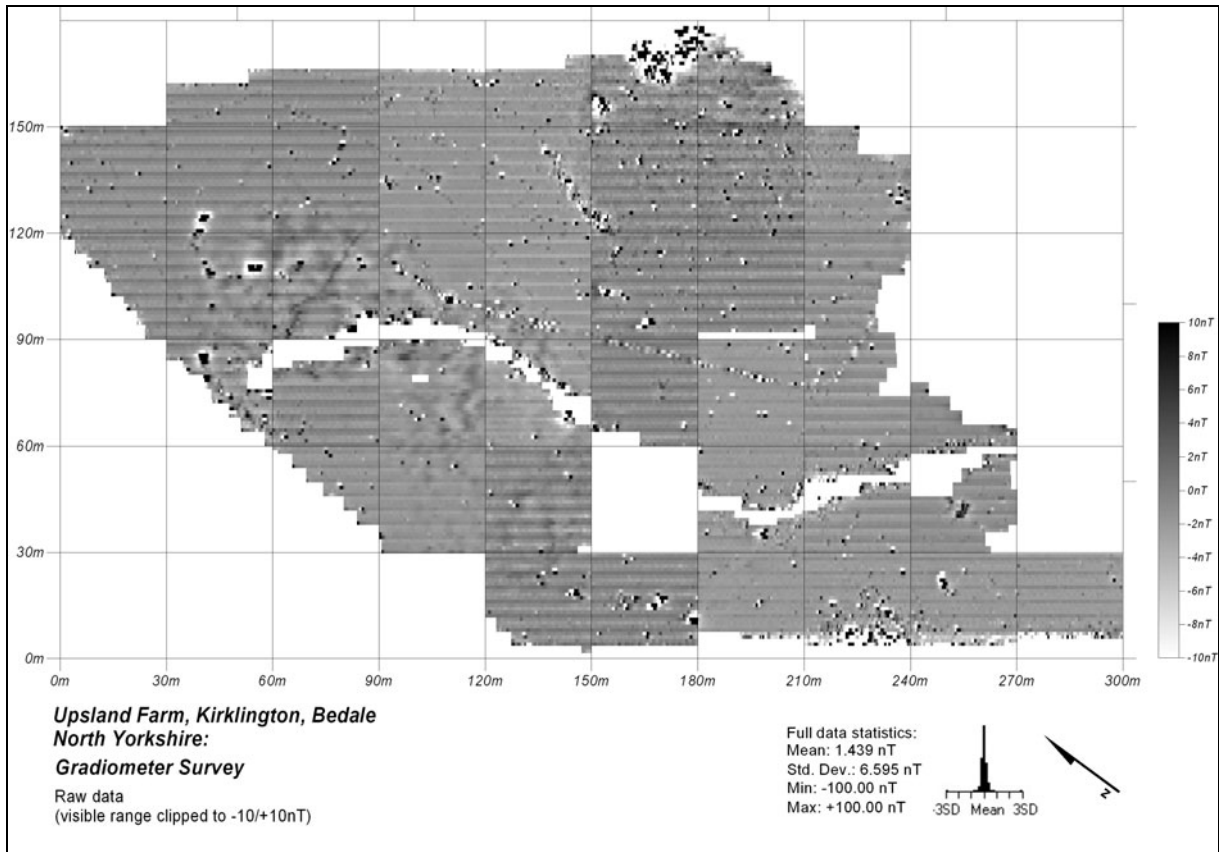 150m
120m
90m
60m
30m
0m
0m 30m 60m 90m 120m 150m 180m 210m 240m 270m 300m
10nT
8nT
6nT
4nT
2nT
0nT
-2nT
-4nT
-6nT
-8nT
-10nT
Upsland Farm, Kirklington, Bedale
North Yorkshire:
Gradiometer Survey
Raw data
(visible range clipped to -10/+10nT)
Full data statistics:
Mean: 1.439 nT
Std. Dev.: 6.595 nT
Min: -100.00 nT
Max: +100.00 nT
-3SD Mean 3SD
N